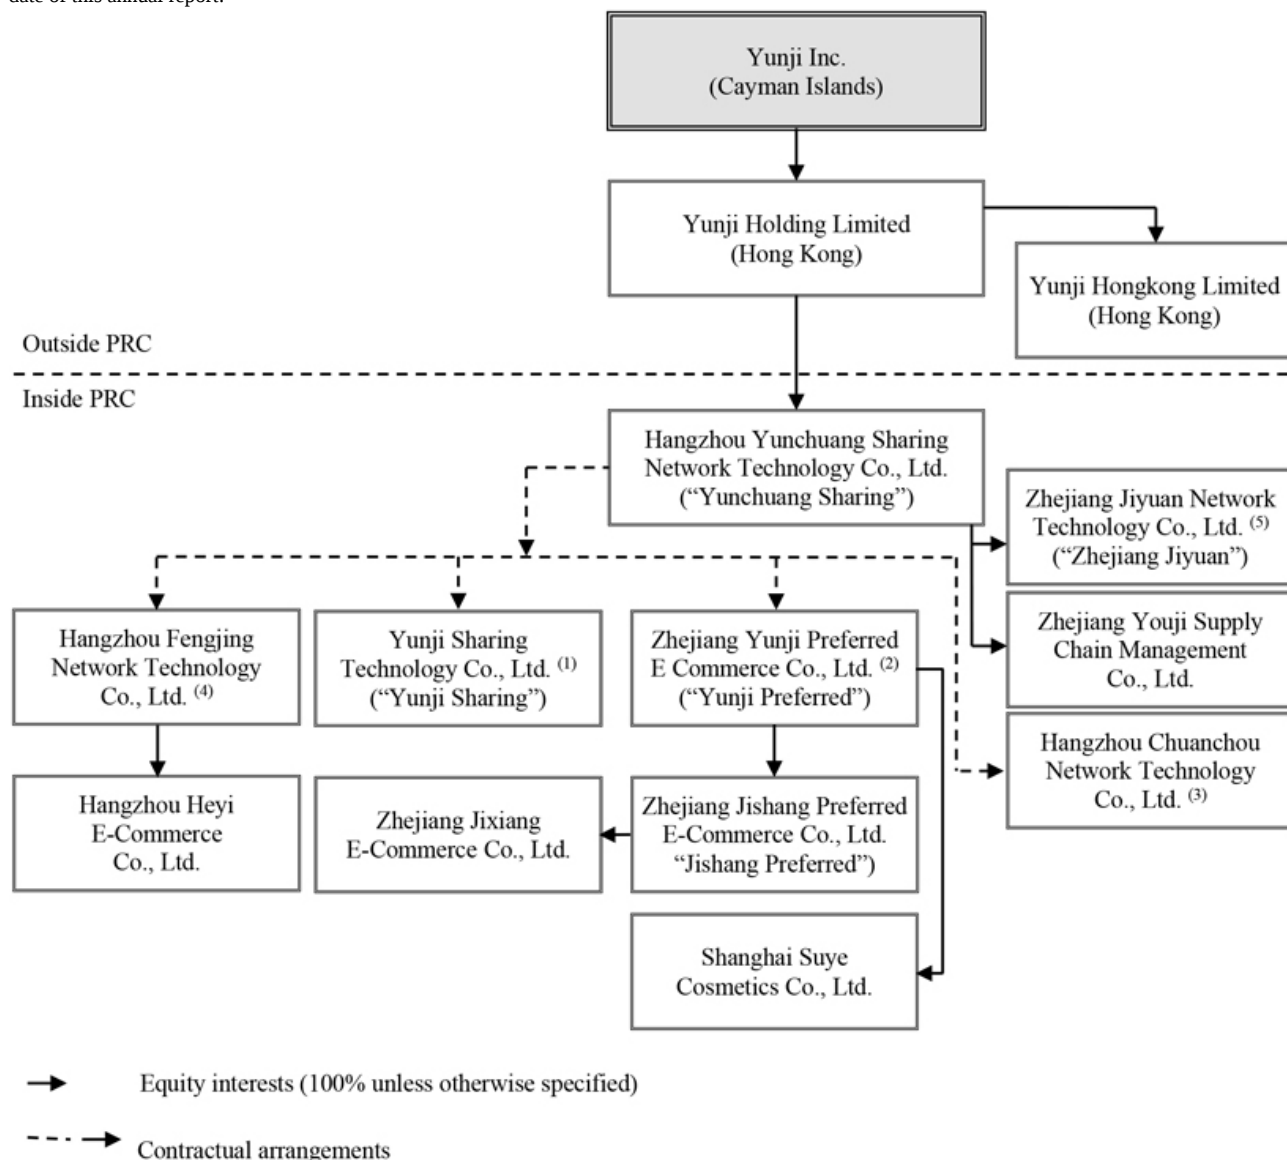 date of this annual report.
Yunji Inc.
(Cayman Islands)
Yunji Holding Limited
(Hong Kong)
Yunji Hongkong Limited
(Hong Kong)
Outside PRC
Inside PRC
Hangzhou Yunchuang Sharing
Network Technology Co., Ltd.
(“Yunchuang Sharing”)
Zhejiang Jiyuan Network
Technology Co., Ltd. (5)
(“Zhejiang Jiyuan”)
Zhejiang Youji Supply
Chain Management
Co., Ltd.
Hangzhou Chuanchou
Network Technology
Co., Ltd. (3)
Hangzhou Fengjing
Network Technology
Co., Ltd. (4)
Yunji Sharing
Technology Co., Ltd. (1)
(“Yunji Sharing”)
Zhejiang Yunji Preferred
E Commerce Co., Ltd. (2)
(“Yunji Preferred”)
Hangzhou Heyi
E-Commerce
Co., Ltd.
Zhejiang Jixiang
E-Commerce Co., Ltd.
Zhejiang Jishang Preferred
E-Commerce Co., Ltd.
“Jishang Preferred”)
Shanghai Suye
Cosmetics Co., Ltd.
Equity interests (100% unless otherwise specified)
Contractual arrangements